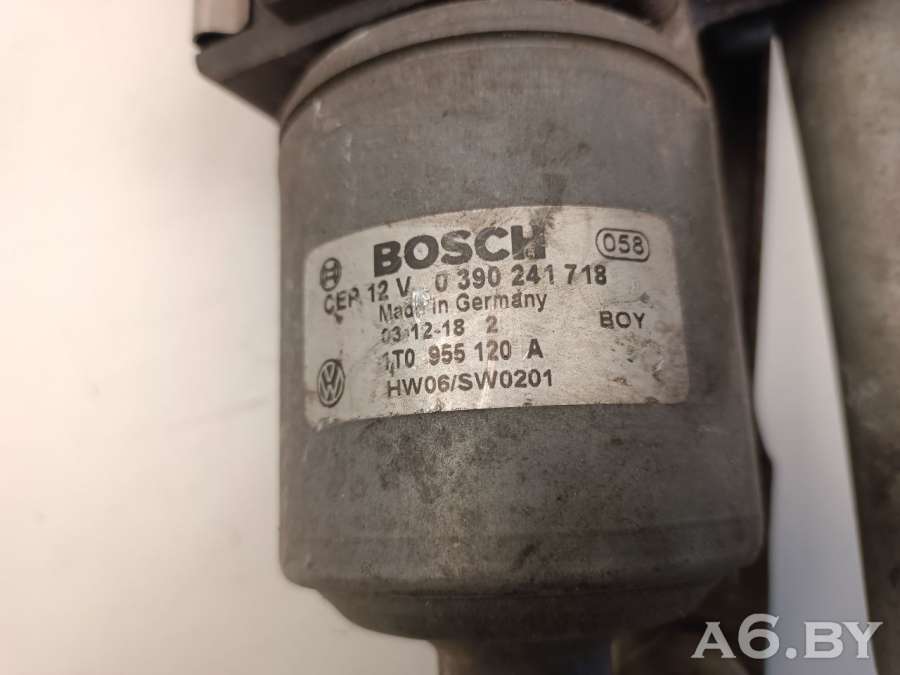 BOSCH 058
CEP. 12 V 0 390 241 718
Made in Germany
03-12-18 2 BOY
1T0 955 120 A
HW06/SW0201
A6.BY